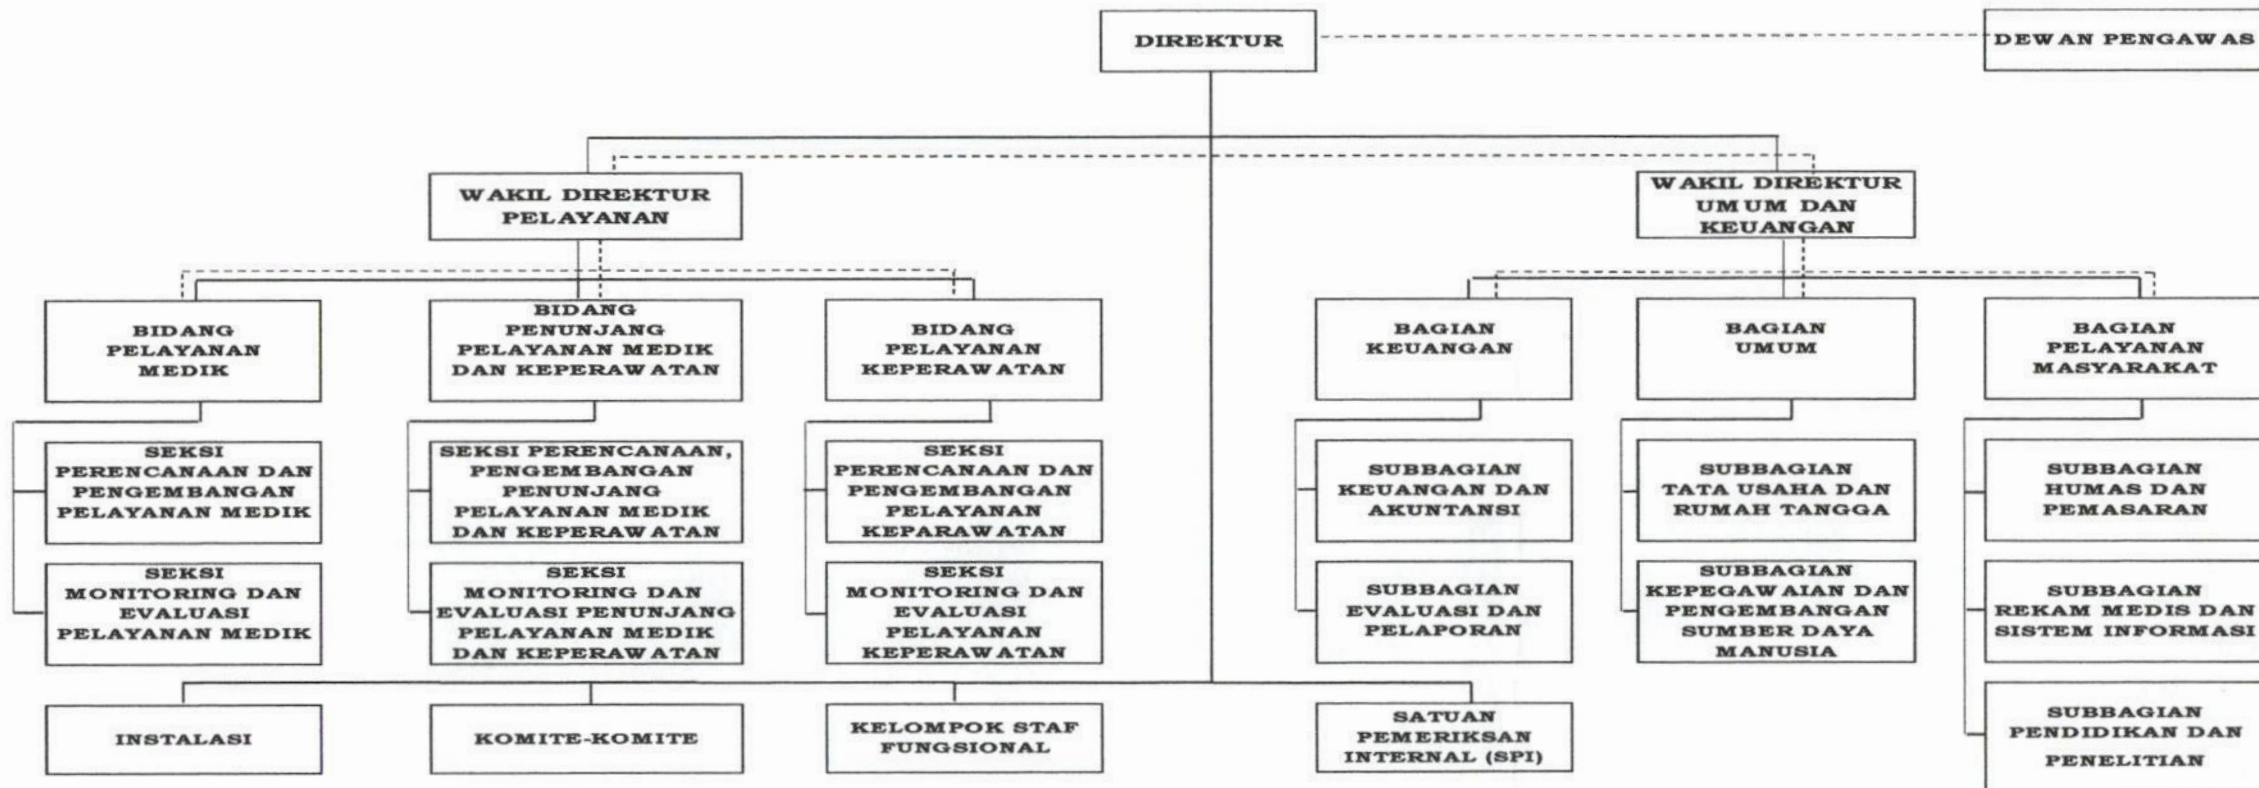 DIREKTUR
DEWAN PENGAWAS
WAKIL DIREKTUR
PELAYANAN
WAKIL DIREKTUR
UMUM DAN
KEUANGAN
BIDANG
PELAYANAN
MEDIK
BIDANG
PENUNJANG
PELAYANAN MEDIK
DAN KEPERAWATAN
BIDANG
PELAYANAN
KEPERAWATAN
BAGIAN
KEUANGAN
BAGIAN
UMUM
BAGIAN
PELAYANAN
MASYARAKAT
SEKSI
PERENCANAAN DAN
PENGEMBANGAN
PELAYANAN MEDIK
SEKSI PERENCANAAN,
PENGEMBANGAN
PENUNJANG
PELAYANAN MEDIK
DAN KEPERAWATAN
SEKSI
PERENCANAAN DAN
PENGEMBANGAN
PELAYANAN
KEPARAWATAN
SUBBAGIAN
KEUANGAN DAN
AKUNTANSI
SUBBAGIAN
TATA USAHA DAN
RUMAH TANGGA
SUBBAGIAN
HUMAS DAN
PEMASARAN
SEKSI
MONITORING DAN
EVALUASI
PELAYANAN MEDIK
SEKSI
MONITORING DAN
EVALUASI PENUNJANG
PELAYANAN MEDIK
DAN KEPERAWATAN
SEKSI
MONITORING DAN
EVALUASI
PELAYANAN
KEPERAWATAN
SUBBAGIAN
EVALUASI DAN
PELAPORAN
SUBBAGIAN
KEPEGAWAIAN DAN
PENGEMBANGAN
SUMBER DAYA
MANUSIA
SUBBAGIAN
REKAM MEDIS DAN
SISTEM INFORMASI
INSTALASI
KOMITE-KOMITE
KELOMPOK STAF
FUNGSIONAL
SATUAN
PEMERIKSAN
INTERNAL (SPI)
SUBBAGIAN
PENDIDIKAN DAN
PENELITIAN